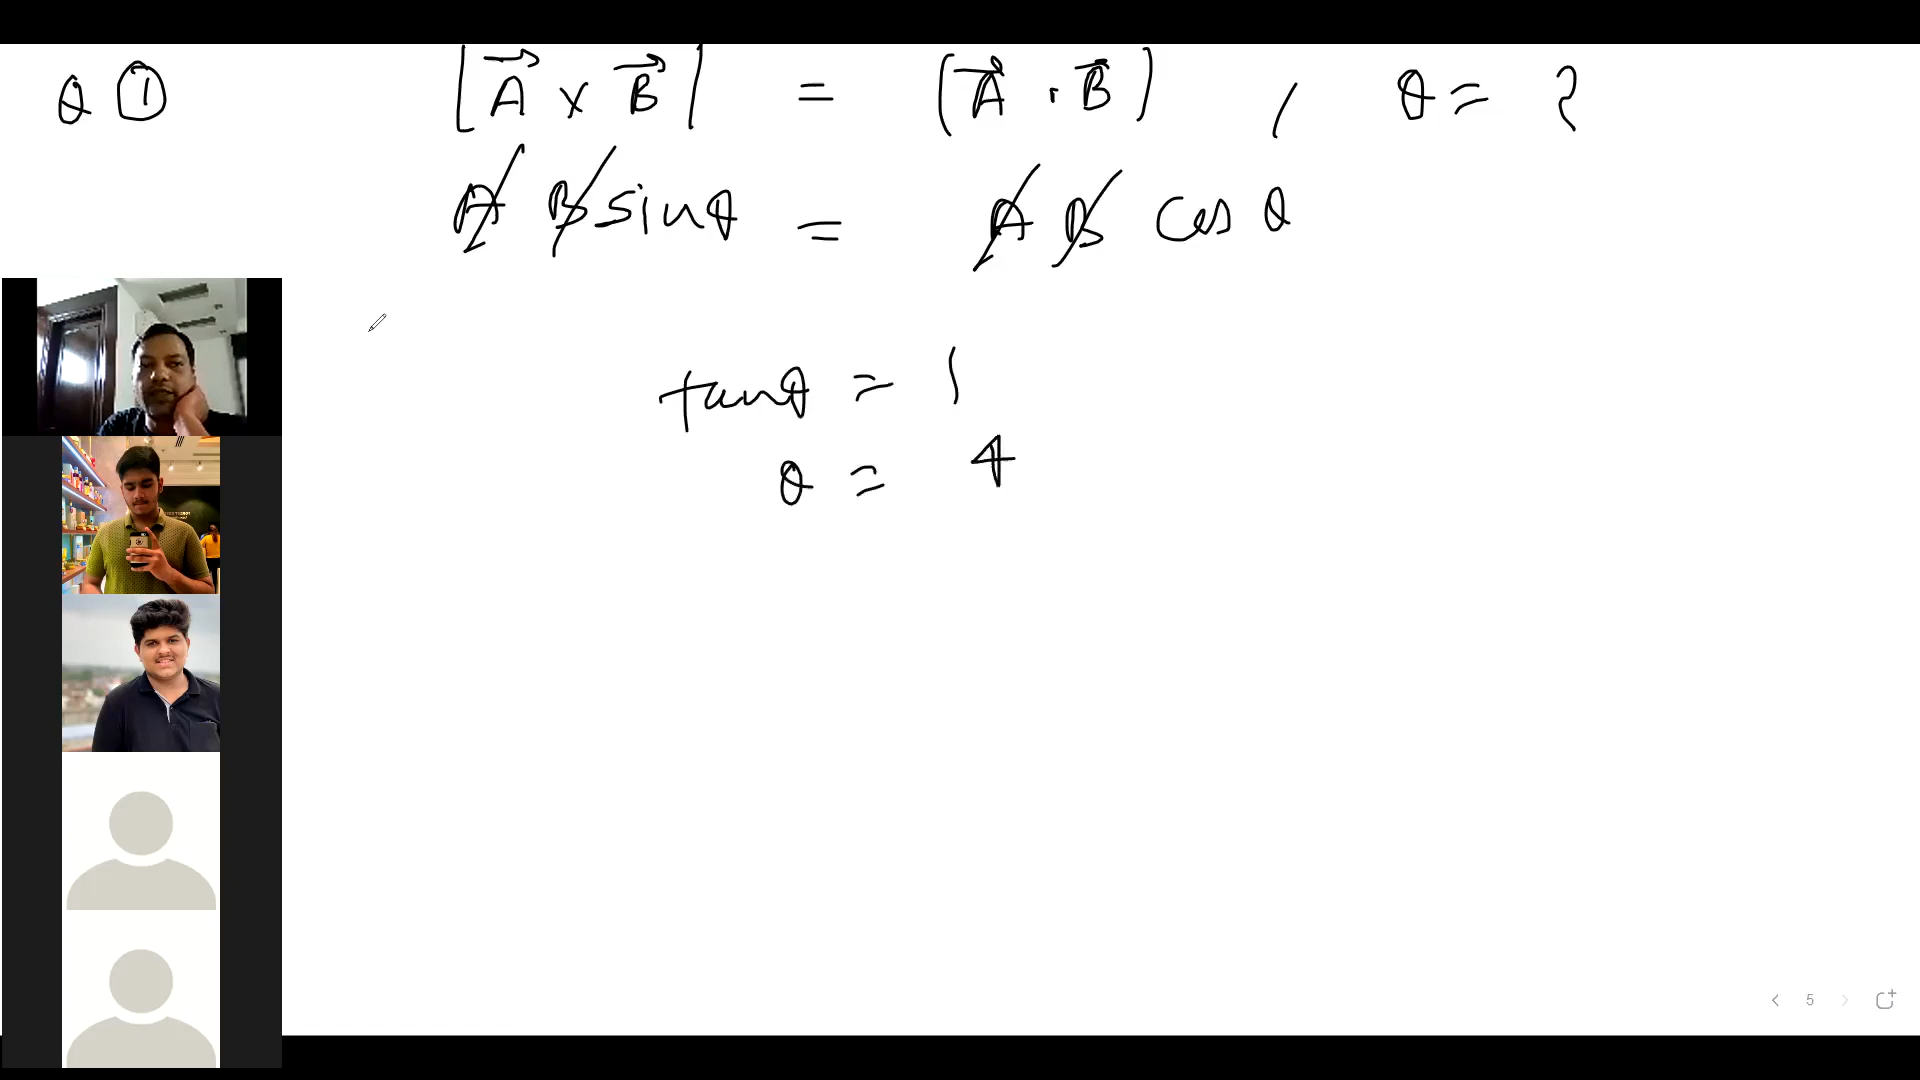 Q ① |A⃗ × B⃗| = (A⃗ · B⃗) , θ = ?
A B sinθ = A B cos θ
tanθ = 1
θ = 4
5